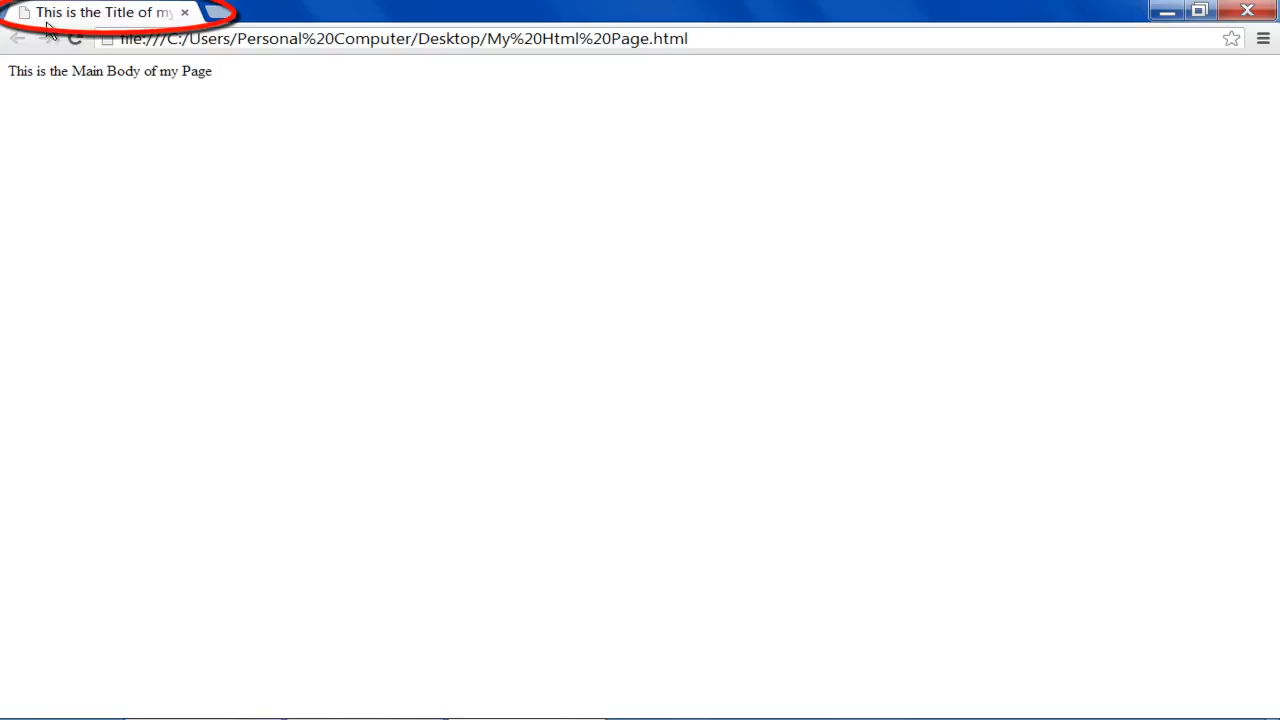 This is the Title of my
file:///C:/Users/Personal%20Computer/Desktop/My%20Html%20Page.html
This is the Main Body of my Page